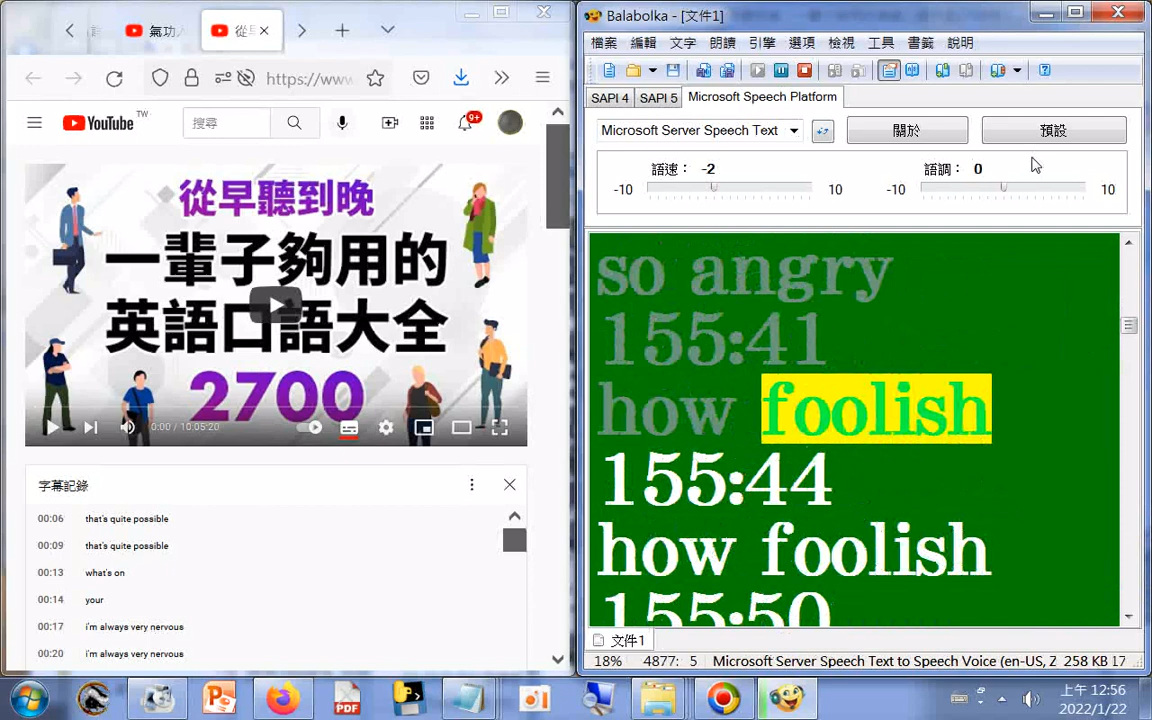 氣功
從
https://www
YouTube TW
搜尋
9+
從早聽到晚
一輩子夠用的
英語口語大全
2700
0:00 / 10:05:20
字幕記錄
00:06 that's quite possible
00:09 that's quite possible
00:13 what's on
00:14 your
00:17 i'm always very nervous
00:20 i'm always very nervous
Balabolka - [文件1]
檔案 編輯 文字 朗讀 引擎 選項 檢視 工具 書籤 說明
SAPI 4 SAPI 5 Microsoft Speech Platform
Microsoft Server Speech Text 關於 預設
語速： -2 語調： 0
-10 10 -10 10
so angry
155:41
how foolish
155:44
how foolish
155:50
文件1
18% 4877: 5 Microsoft Server Speech Text to Speech Voice (en-US, Z 258 KB 17
PDF
上午 12:56
2022/1/22